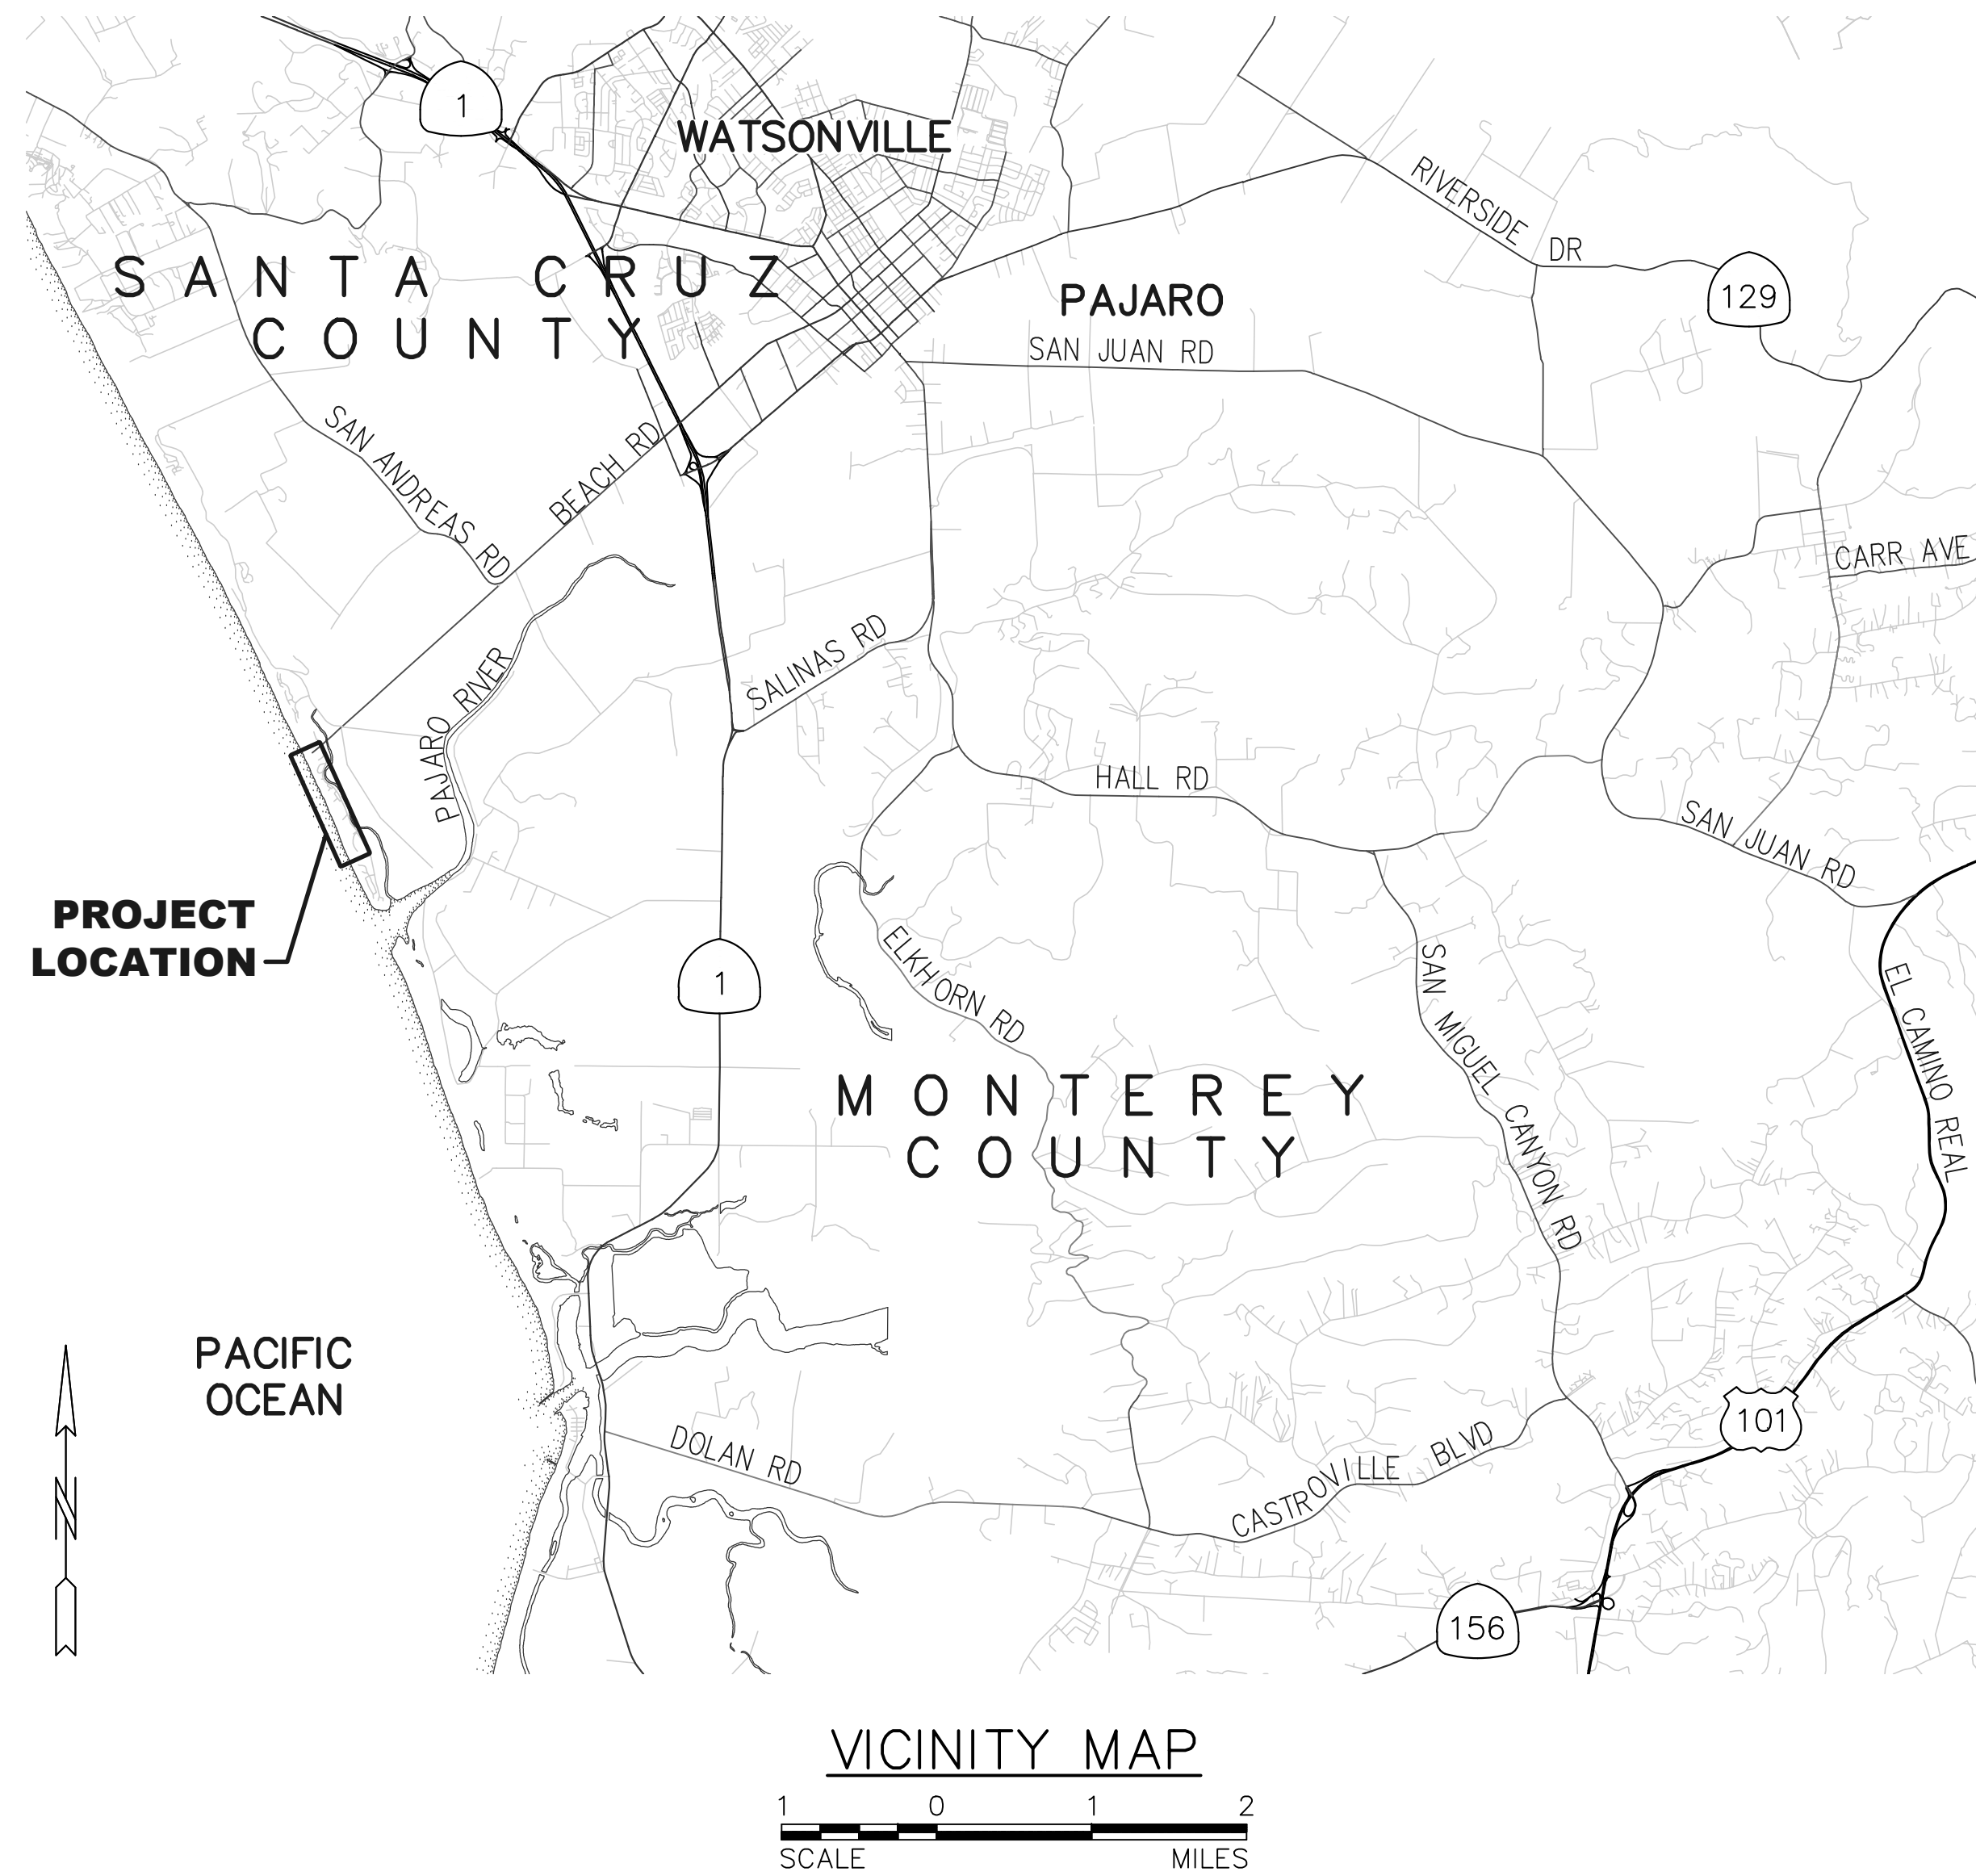 1
WATSONVILLE
RIVERSIDE DR
129
SANTA CRUZ
COUNTY
PAJARO
SAN JUAN RD
SAN ANDREAS RD
BEACH RD
CARR AVE
SALINAS RD
PAJARO RIVER
HALL RD
SAN JUAN RD
PROJECT
LOCATION
1
ELKHORN RD
SAN MIGUEL CANYON RD
EL CAMINO REAL
MONTEREY
COUNTY
PACIFIC
OCEAN
N
DOLAN RD
CASTROVILLE BLVD
101
156
VICINITY MAP
1 0 1 2
SCALE MILES